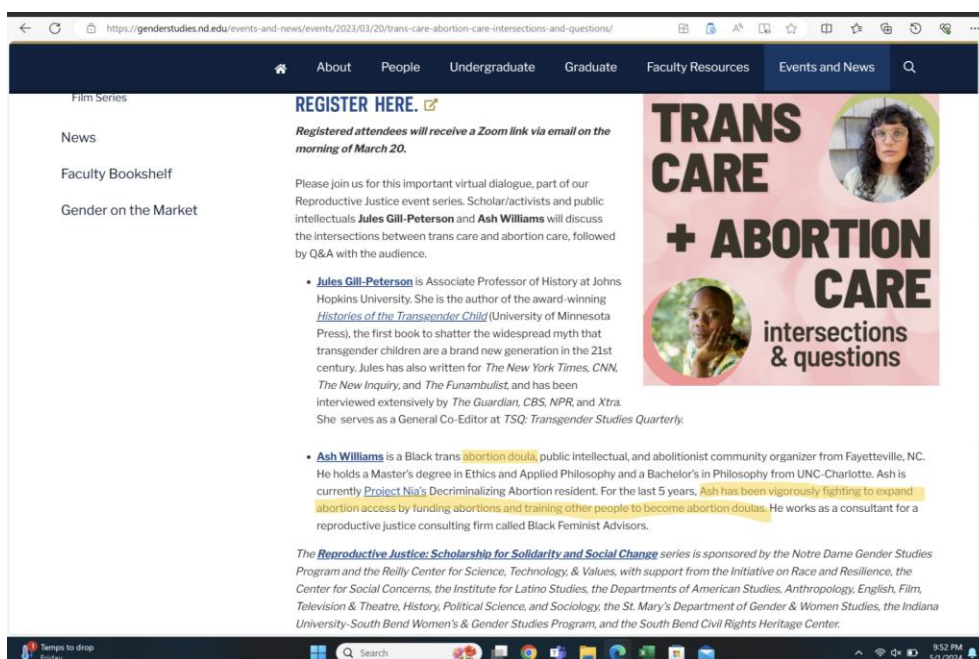 https://genderstudies.nd.edu/events-and-news/events/2023/03/20/trans-care-abortion-care-intersections-and-questions/
About People Undergraduate Graduate Faculty Resources Events and News
Film Series
News
Faculty Bookshelf
Gender on the Market
REGISTER HERE.
Registered attendees will receive a Zoom link via email on the
morning of March 20.
Please join us for this important virtual dialogue, part of our
Reproductive Justice event series. Scholar/activists and public
intellectuals Jules Gill-Peterson and Ash Williams will discuss
the intersections between trans care and abortion care, followed
by Q&A with the audience.
• Jules Gill-Peterson is Associate Professor of History at Johns
Hopkins University. She is the author of the award-winning
Histories of the Transgender Child (University of Minnesota
Press), the first book to shatter the widespread myth that
transgender children are a brand new generation in the 21st
century. Jules has also written for The New York Times, CNN,
The New Inquiry, and The Funambulist, and has been
interviewed extensively by The Guardian, CBS, NPR, and Xtra.
She serves as a General Co-Editor at TSQ: Transgender Studies Quarterly.
TRANS
CARE
+ ABORTION
CARE
intersections
& questions
• Ash Williams is a Black trans abortion doula, public intellectual, and abolitionist community organizer from Fayetteville, NC.
He holds a Master's degree in Ethics and Applied Philosophy and a Bachelor's in Philosophy from UNC-Charlotte. Ash is
currently Project Nia's Decriminalizing Abortion resident. For the last 5 years, Ash has been vigorously fighting to expand
abortion access by funding abortions and training other people to become abortion doulas. He works as a consultant for a
reproductive justice consulting firm called Black Feminist Advisors.
The Reproductive Justice: Scholarship for Solidarity and Social Change series is sponsored by the Notre Dame Gender Studies
Program and the Reilly Center for Science, Technology, & Values, with support from the Initiative on Race and Resilience, the
Center for Social Concerns, the Institute for Latino Studies, the Departments of American Studies, Anthropology, English, Film,
Television & Theatre, History, Political Science, and Sociology, the St. Mary's Department of Gender & Women Studies, the Indiana
University-South Bend Women's & Gender Studies Program, and the South Bend Civil Rights Heritage Center.
Temps to drop
Friday
Search
9:52 PM
5/1/2024